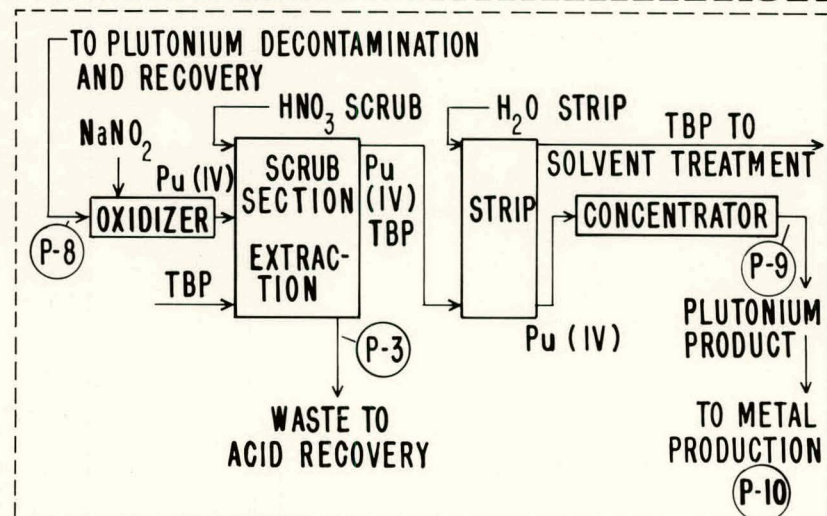 TO PLUTONIUM DECONTAMINATION
AND RECOVERY
NaNO2
HNO3 SCRUB
H2O STRIP
TBP TO
SOLVENT TREATMENT
Pu (IV)
OXIDIZER
P-8
SCRUB
SECTION
EXTRAC-
TION
Pu
(IV)
TBP
STRIP
CONCENTRATOR
P-9
TBP
PLUTONIUM
PRODUCT
Pu (IV)
P-3
WASTE TO
ACID RECOVERY
TO METAL
PRODUCTION
P-10